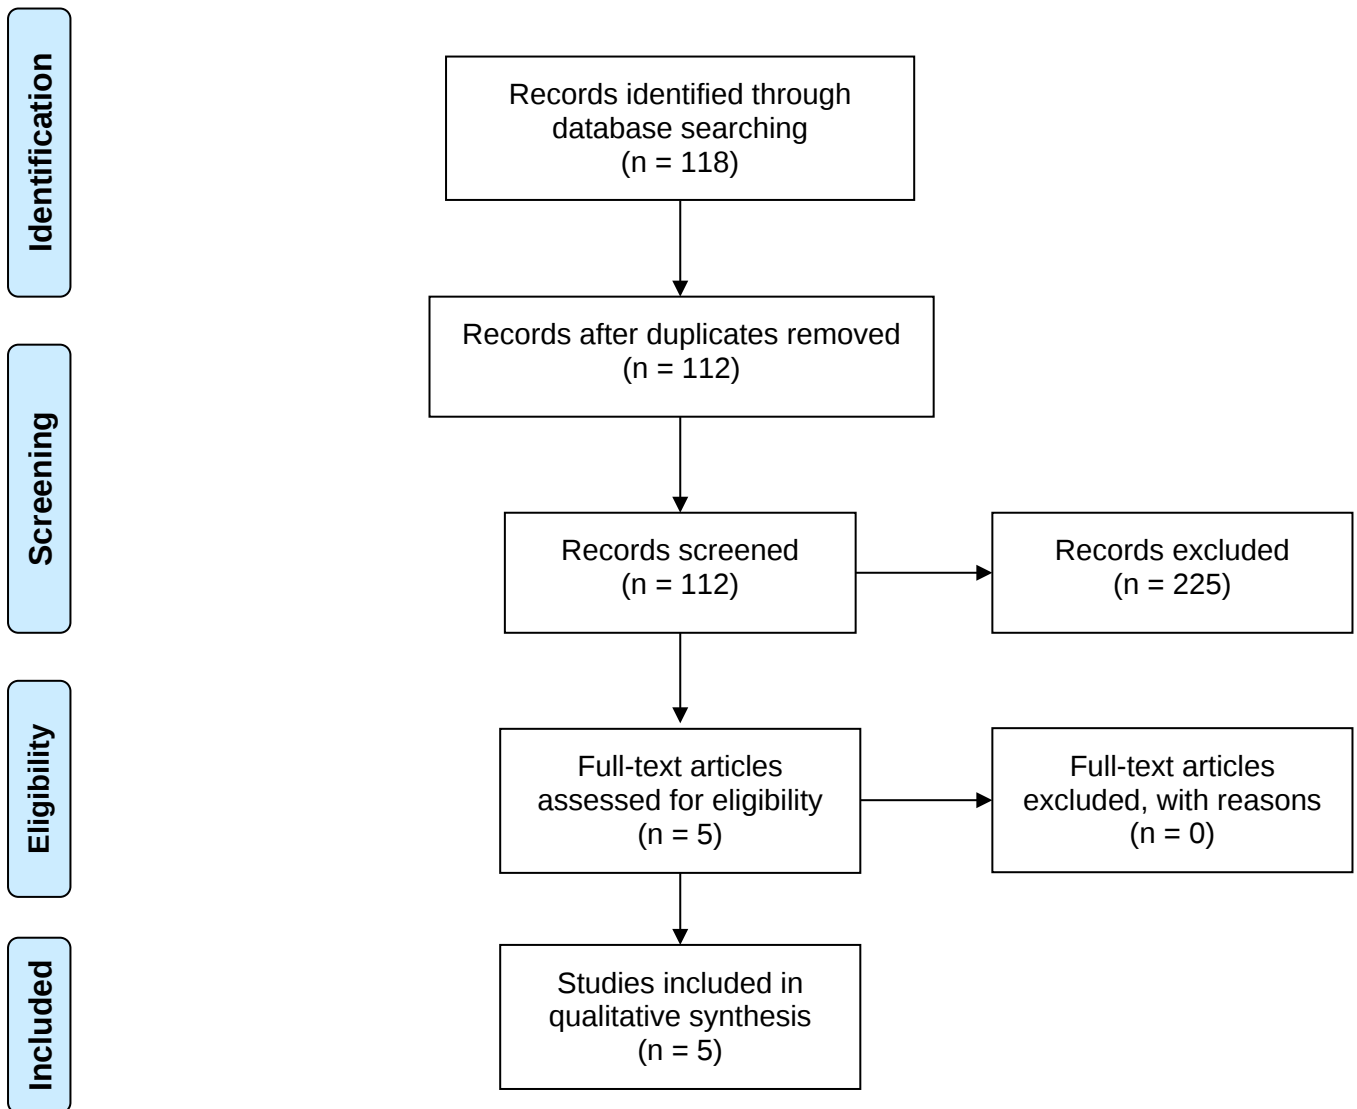 Identification
Records identified through
database searching
(n = 118)
Records after duplicates removed
(n = 112)
Screening
Records screened
(n = 112)
Records excluded
(n = 225)
Eligibility
Full-text articles
assessed for eligibility
(n = 5)
Full-text articles
excluded, with reasons
(n = 0)
Included
Studies included in
qualitative synthesis
(n = 5)